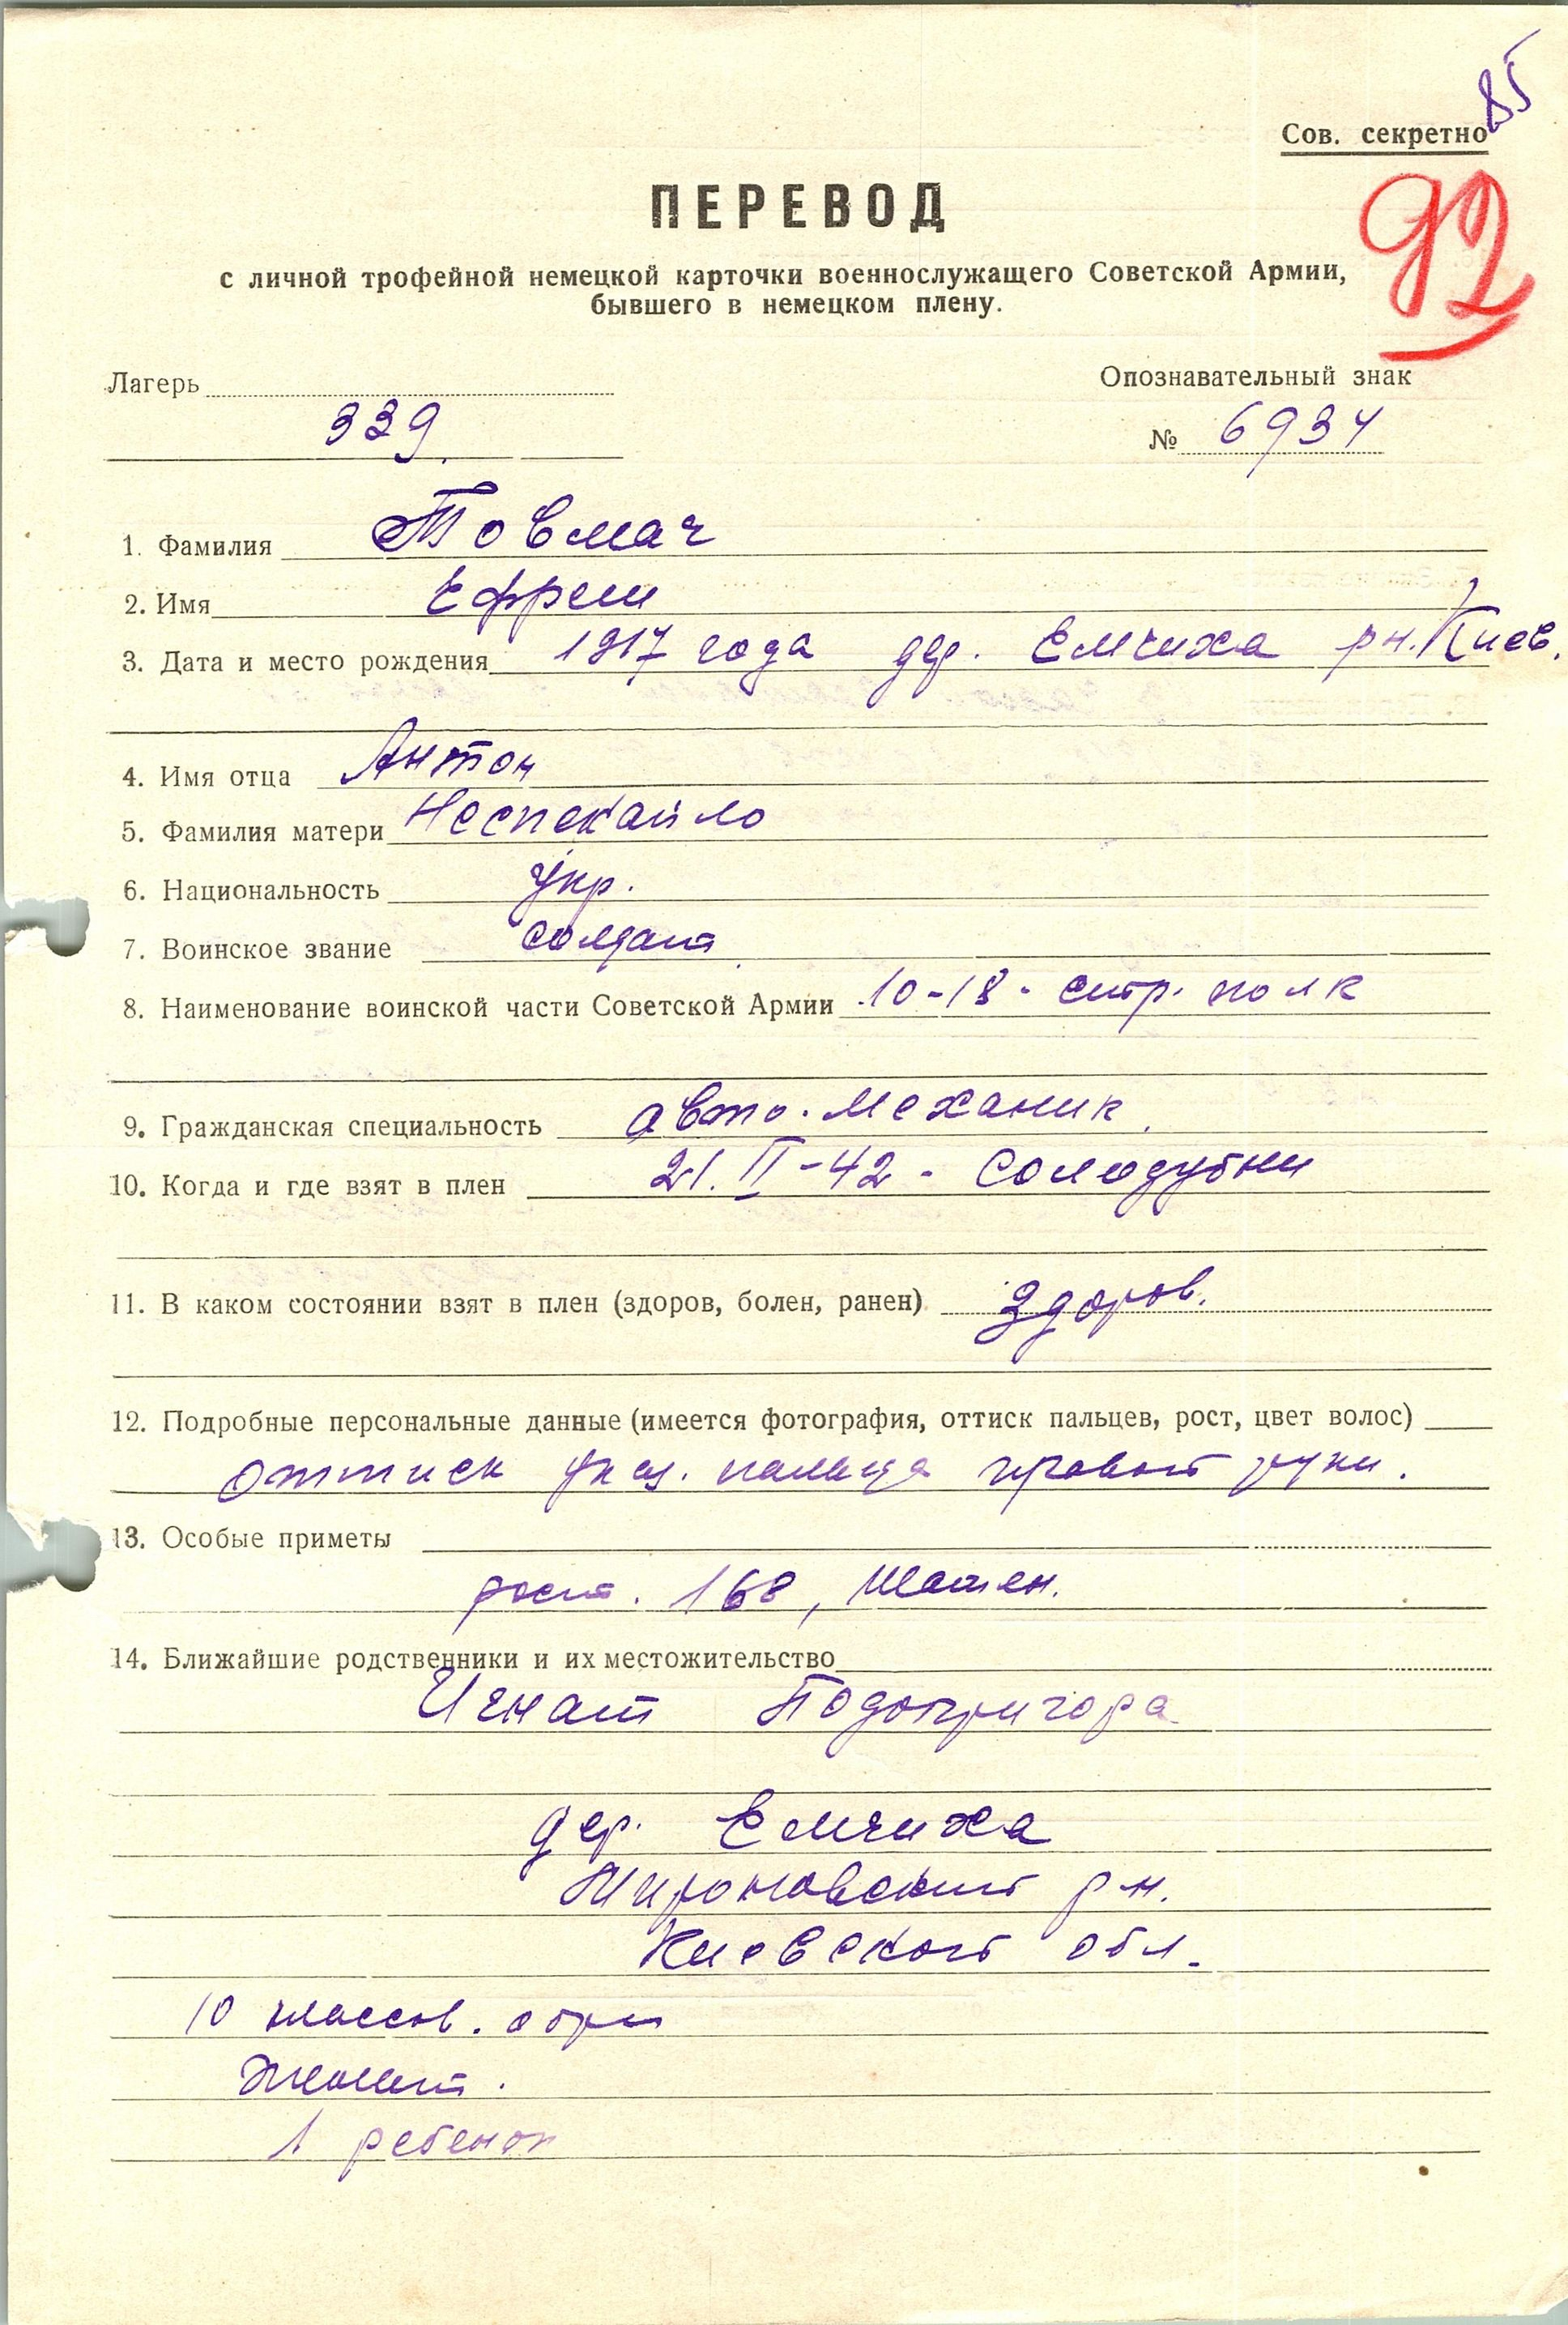 85
Сов. секретно
92
ПЕРЕВОД
с личной трофейной немецкой карточки военнослужащего Советской Армии,
бывшего в немецком плену.
Лагерь
Опознавательный знак
339.
№ 6934
1. Фамилия Товмач
2. Имя Ефрем
3. Дата и место рождения 1917 года дер. Емчиха рн. Киев.
4. Имя отца Антон
5. Фамилия матери Неспекайло
6. Национальность Укр.
7. Воинское звание солдат
8. Наименование воинской части Советской Армии 10-18 - стр. полк
9. Гражданская специальность авто. механик
10. Когда и где взят в плен 21. II-42 - Солодубни
11. В каком состоянии взят в плен (здоров, болен, ранен) Здоров.
12. Подробные персональные данные (имеется фотография, оттиск пальцев, рост, цвет волос)
оттиск указ. пальца правой руки.
13. Особые приметы
рост. 168, шатен.
14. Ближайшие родственники и их местожительство
Игнат Подопригора
дер. Емчиха
Мироновский рн.
Киевской обл.
10 классов. обр
Женат.
1 ребенок